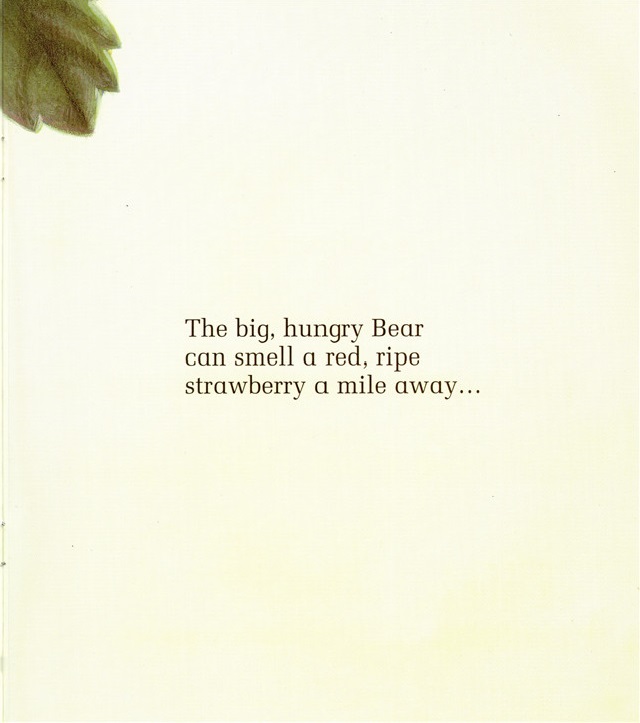 The big, hungry Bear
can smell a red, ripe
strawberry a mile away...